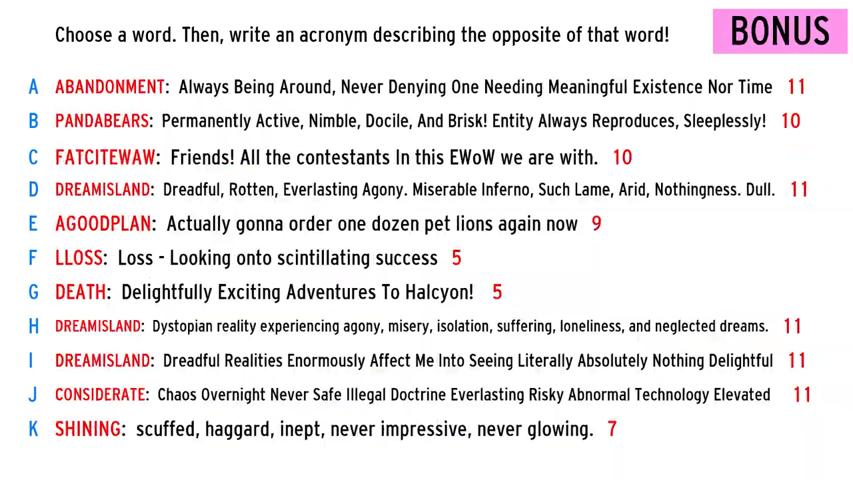 Choose a word. Then, write an acronym describing the opposite of that word!
BONUS
A ABANDONMENT: Always Being Around, Never Denying One Needing Meaningful Existence Nor Time 11
B PANDABEARS: Permanently Active, Nimble, Docile, And Brisk! Entity Always Reproduces, Sleeplessly! 10
C FATCITEWAW: Friends! All the contestants In this EWoW we are with. 10
D DREAMISLAND: Dreadful, Rotten, Everlasting Agony. Miserable Inferno, Such Lame, Arid, Nothingness. Dull. 11
E AGOODPLAN: Actually gonna order one dozen pet lions again now 9
F LLOSS: Loss - Looking onto scintillating success 5
G DEATH: Delightfully Exciting Adventures To Halcyon! 5
H DREAMISLAND: Dystopian reality experiencing agony, misery, isolation, suffering, loneliness, and neglected dreams. 11
I DREAMISLAND: Dreadful Realities Enormously Affect Me Into Seeing Literally Absolutely Nothing Delightful 11
J CONSIDERATE: Chaos Overnight Never Safe Illegal Doctrine Everlasting Risky Abnormal Technology Elevated 11
K SHINING: scuffed, haggard, inept, never impressive, never glowing. 7